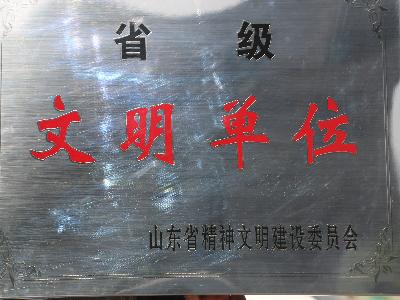 省级
文明单位
山东省精神文明建设委员会